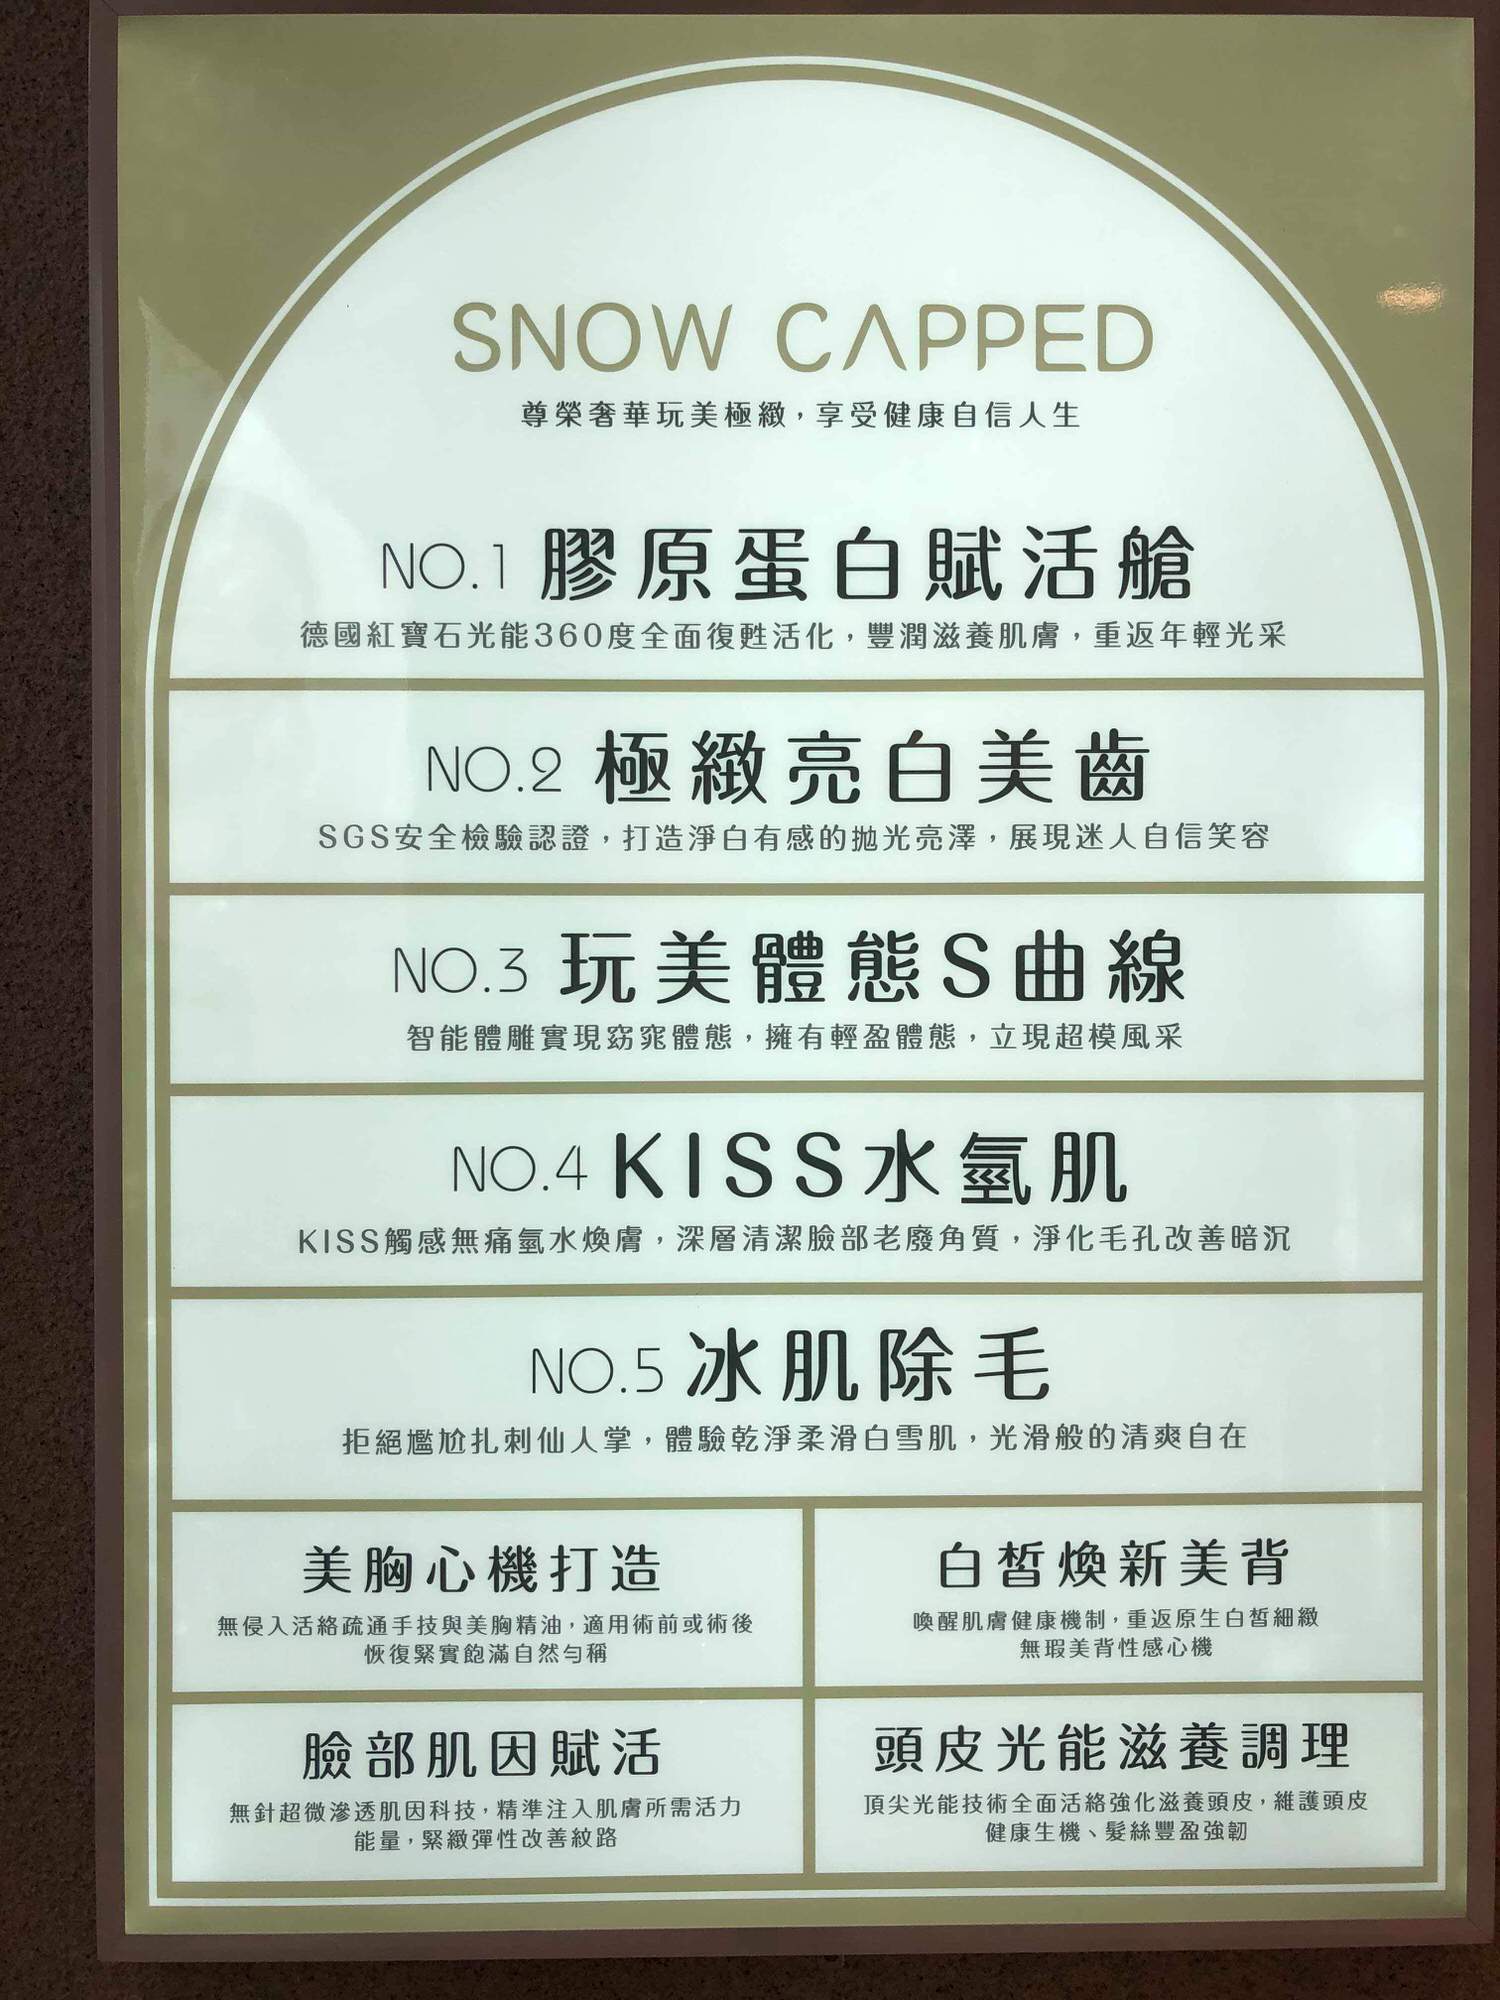 SNOW CAPPED
尊榮奢華玩美極緻，享受健康自信人生
NO.1 膠原蛋白賦活艙
德國紅寶石光能360度全面復甦活化，豐潤滋養肌膚，重返年輕光采
NO.2 極緻亮白美齒
SGS安全檢驗認證，打造淨白有感的拋光亮澤，展現迷人自信笑容
NO.3 玩美體態S曲線
智能體雕實現窈窕體態，擁有輕盈體態，立現超模風采
NO.4 KISS水氫肌
KISS觸感無痛氫水煥膚，深層清潔臉部老廢角質，淨化毛孔改善暗沉
NO.5 冰肌除毛
拒絕尷尬扎刺仙人掌，體驗乾淨柔滑白雪肌，光滑般的清爽自在
美胸心機打造
無侵入活絡疏通手技與美胸精油，適用術前或術後
恢復緊實飽滿自然勻稱
白皙煥新美背
喚醒肌膚健康機制，重返原生白皙細緻
無瑕美背性感心機
臉部肌因賦活
無針超微滲透肌因科技，精準注入肌膚所需活力
能量，緊緻彈性改善紋路
頭皮光能滋養調理
頂尖光能技術全面活絡強化滋養頭皮，維護頭皮
健康生機、髮絲豐盈強韌